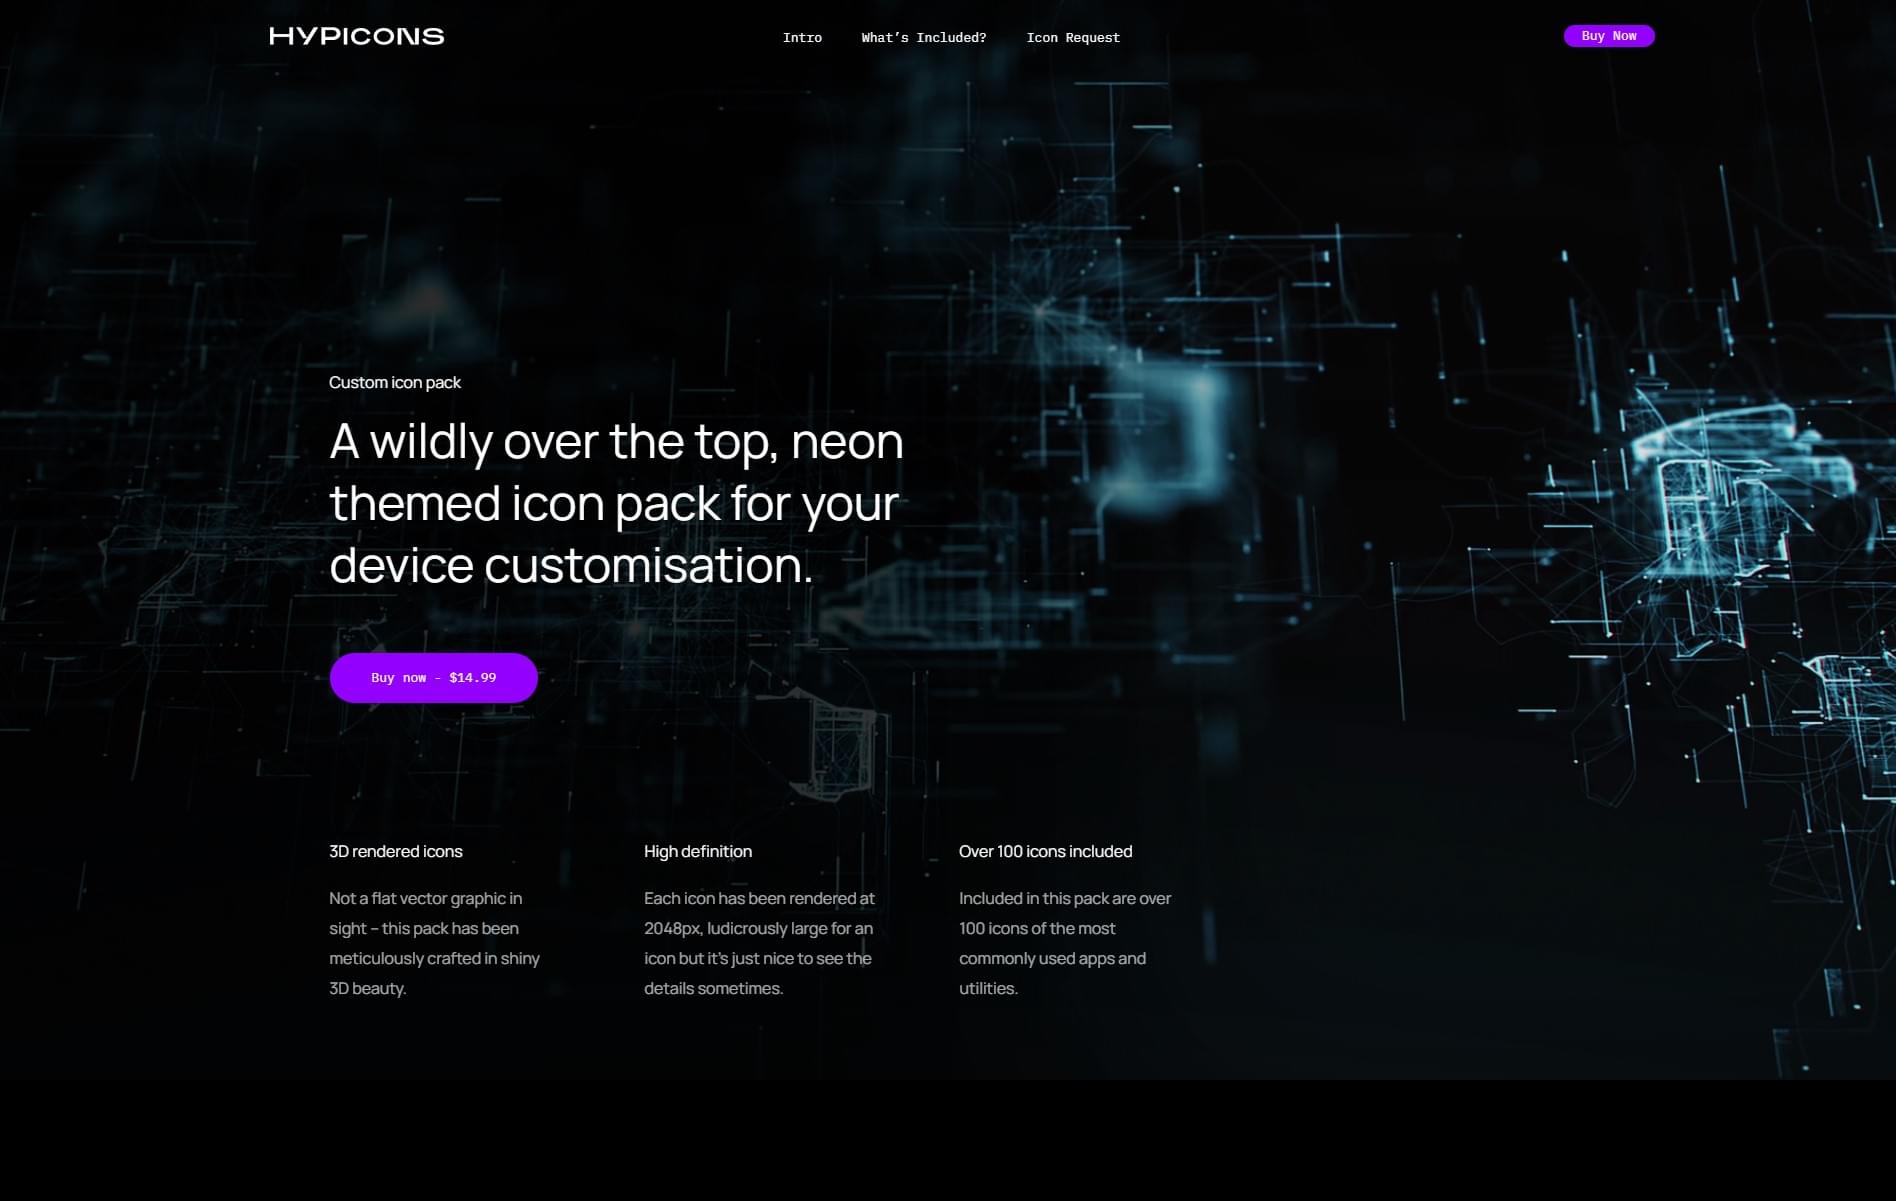 HYPICONS
Intro
What's Included?
Icon Request
Buy Now
Custom icon pack
A wildly over the top, neon
themed icon pack for your
device customisation.
Buy now - $14.99
3D rendered icons
Not a flat vector graphic in
sight – this pack has been
meticulously crafted in shiny
3D beauty.
High definition
Each icon has been rendered at
2048px, ludicrously large for an
icon but it's just nice to see the
details sometimes.
Over 100 icons included
Included in this pack are over
100 icons of the most
commonly used apps and
utilities.